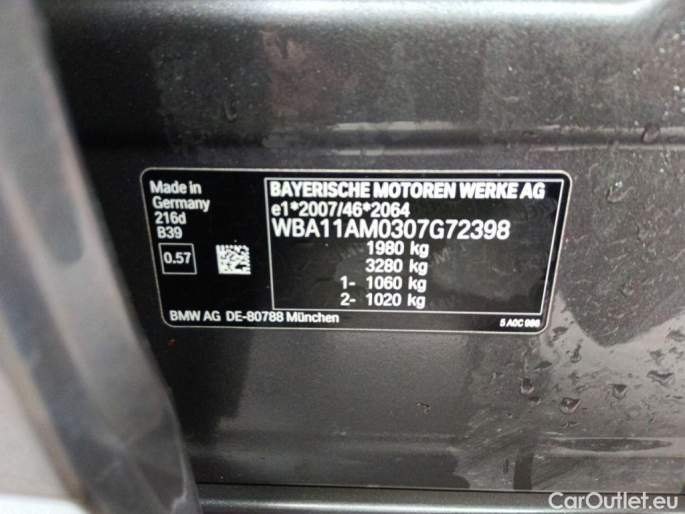 Made in
Germany
216d
B39
0.57
BAYERISCHE MOTOREN WERKE AG
e1*2007/46*2064
WBA11AM0307G72398
1980 kg
3280 kg
1- 1060 kg
2- 1020 kg
BMW AG DE-80788 München
5 A0C 986
CarOutlet.eu